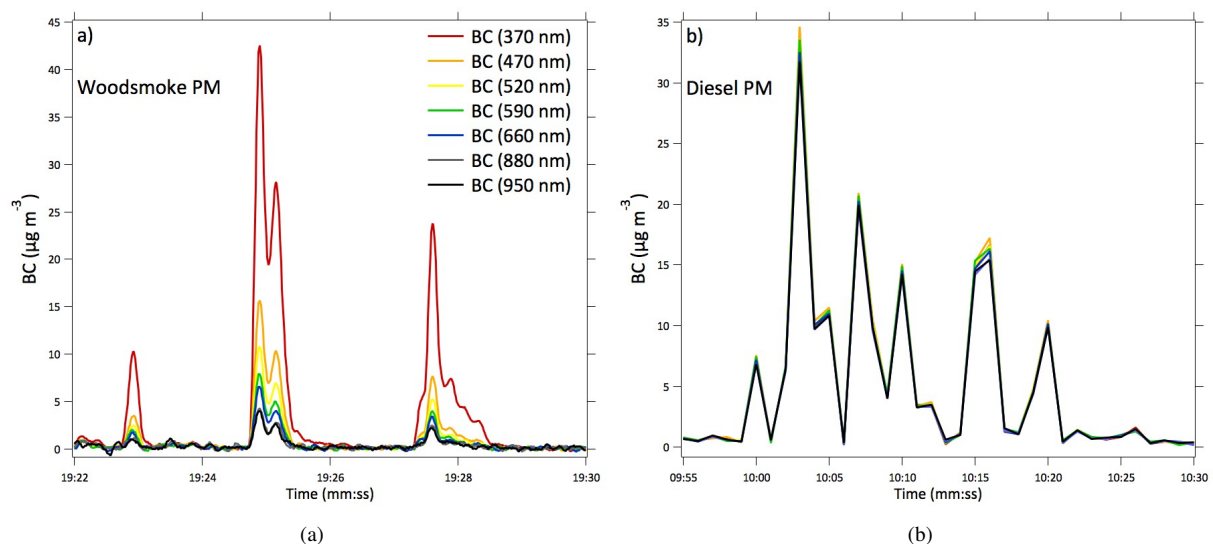 a)
Woodsmoke PM
BC (370 nm)
BC (470 nm)
BC (520 nm)
BC (590 nm)
BC (660 nm)
BC (880 nm)
BC (950 nm)
45
40
35
30
25
20
15
10
5
0
BC (µg m⁻³)
19:22
19:24
19:26
19:28
19:30
Time (mm:ss)
(a)
b)
Diesel PM
35
30
25
20
15
10
5
0
BC (µg m⁻³)
09:55
10:00
10:05
10:10
10:15
10:20
10:25
10:30
Time (mm:ss)
(b)